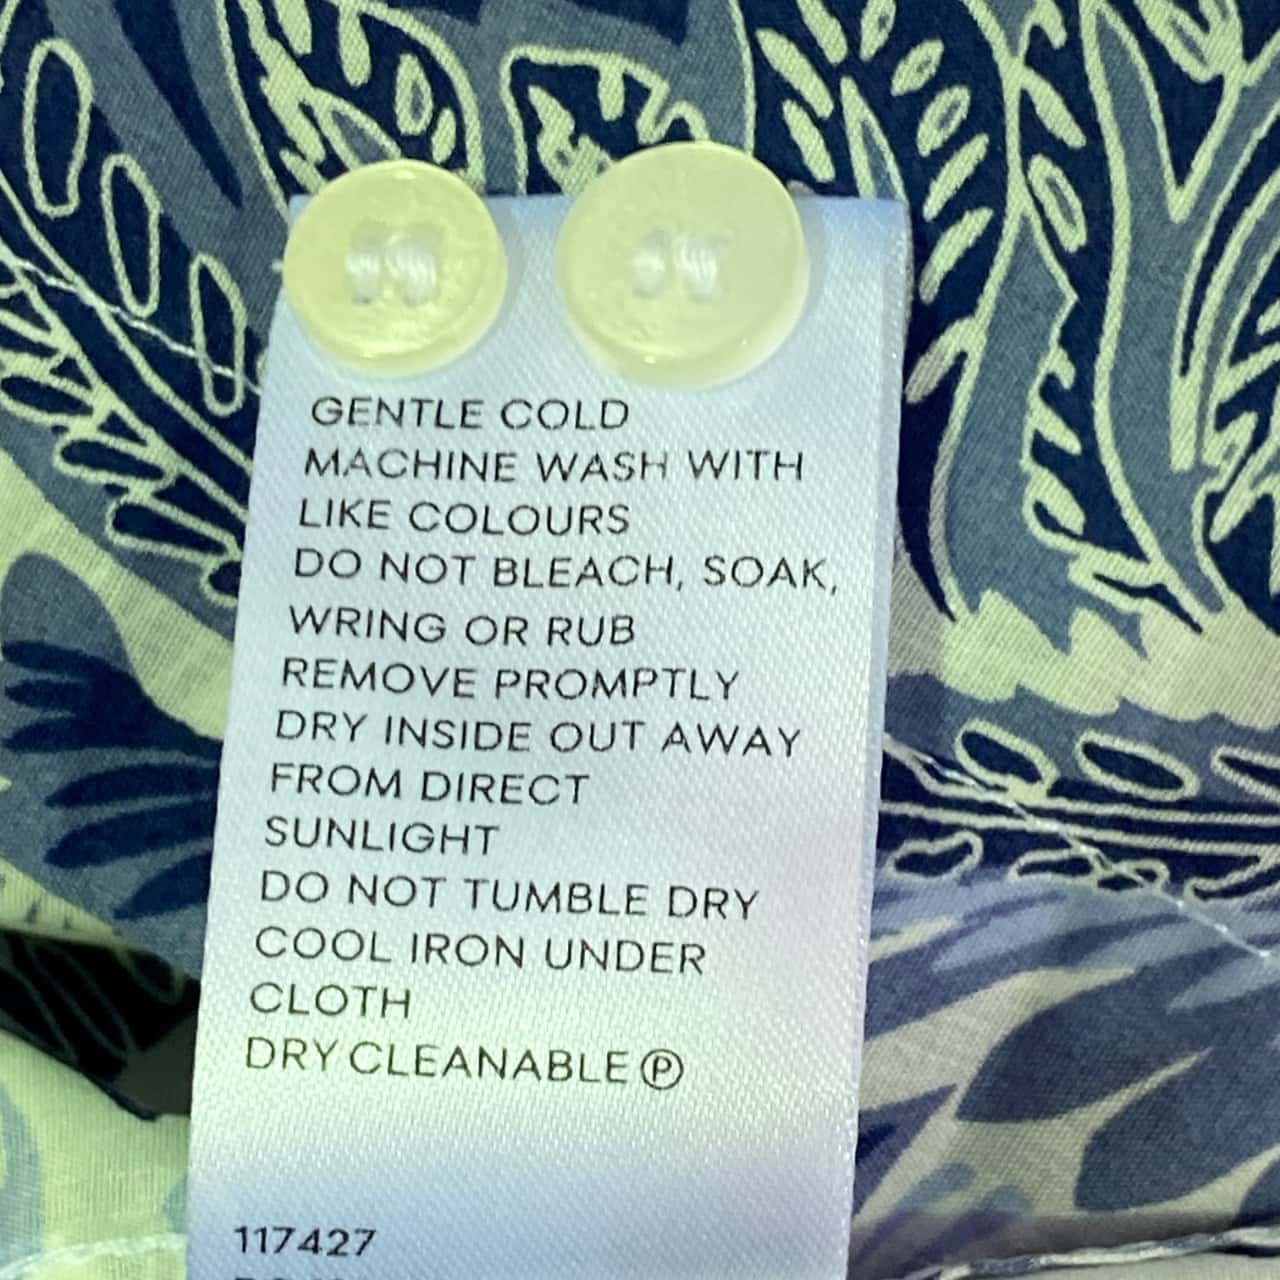 GENTLE COLD
MACHINE WASH WITH
LIKE COLOURS
DO NOT BLEACH, SOAK,
WRING OR RUB
REMOVE PROMPTLY
DRY INSIDE OUT AWAY
FROM DIRECT
SUNLIGHT
DO NOT TUMBLE DRY
COOL IRON UNDER
CLOTH
DRY CLEANABLE Ⓟ
117427